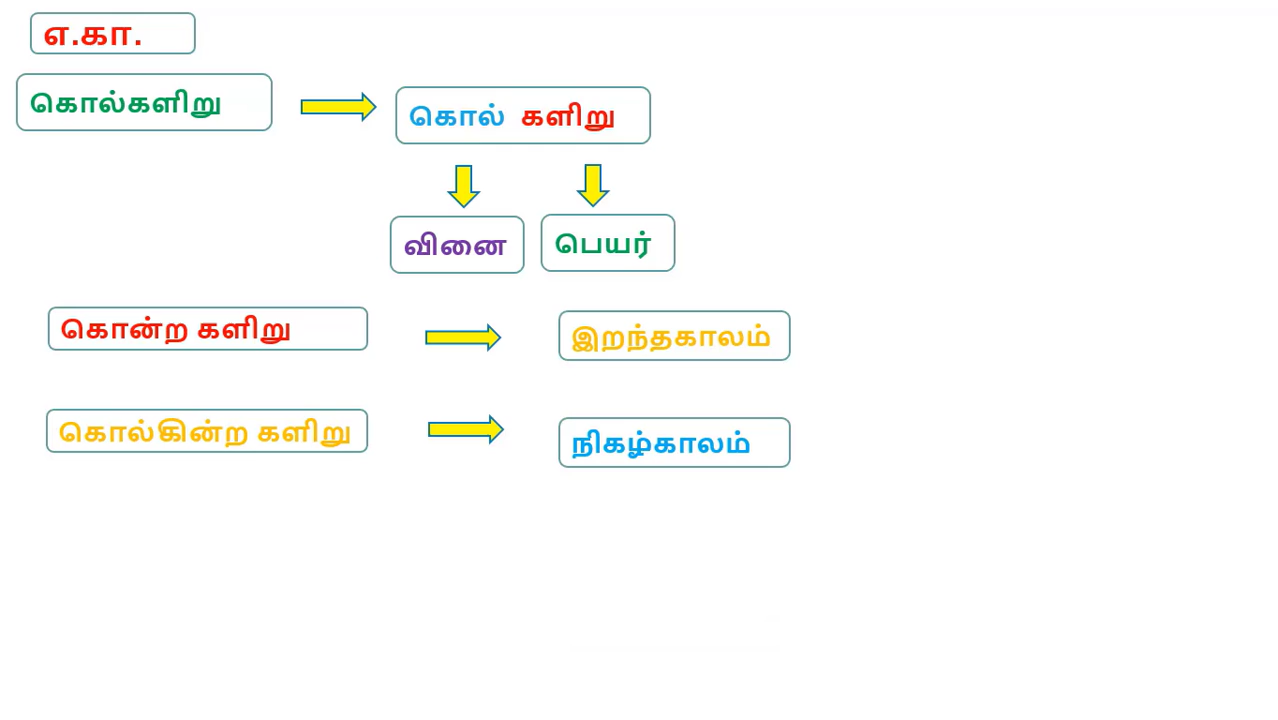 எ.கா.
கொல்களிறு
கொல் களிறு
வினை
பெயர்
கொன்ற களிறு
இறந்தகாலம்
கொல்கின்ற களிறு
நிகழ்காலம்